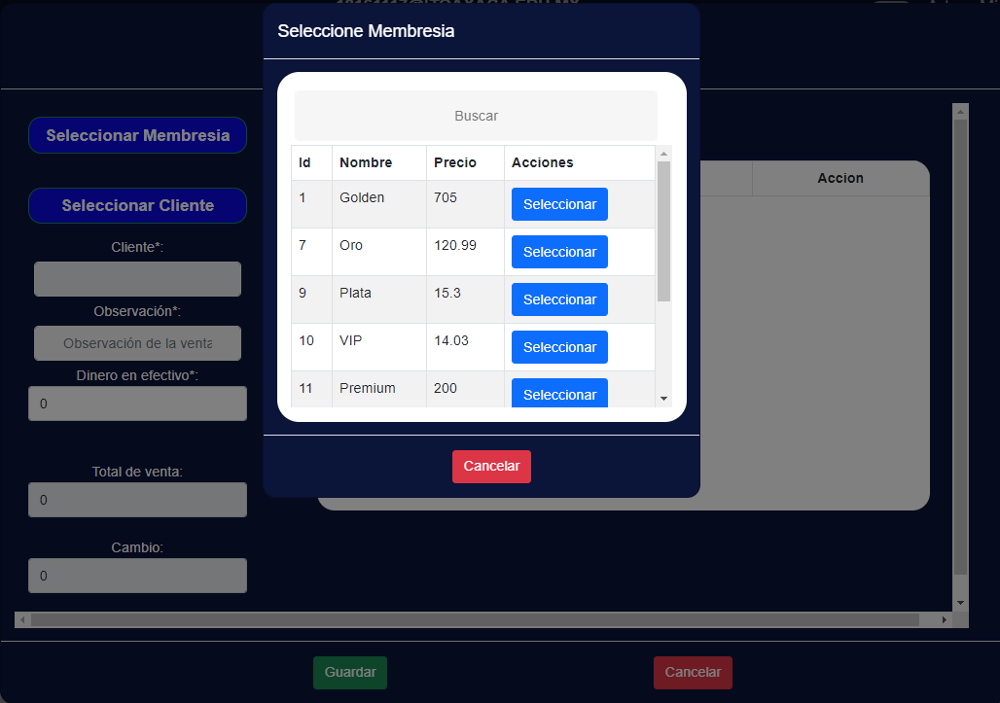 Seleccione Membresia
Buscar
Id Nombre Precio Acciones
1 Golden 705 Seleccionar
7 Oro 120.99 Seleccionar
9 Plata 15.3 Seleccionar
10 VIP 14.03 Seleccionar
11 Premium 200 Seleccionar
Cancelar
Seleccionar Membresia
Seleccionar Cliente
Cliente*:
Observación*:
Observación de la venta
Dinero en efectivo*:
0
Total de venta:
0
Cambio:
0
Accion
Guardar
Cancelar